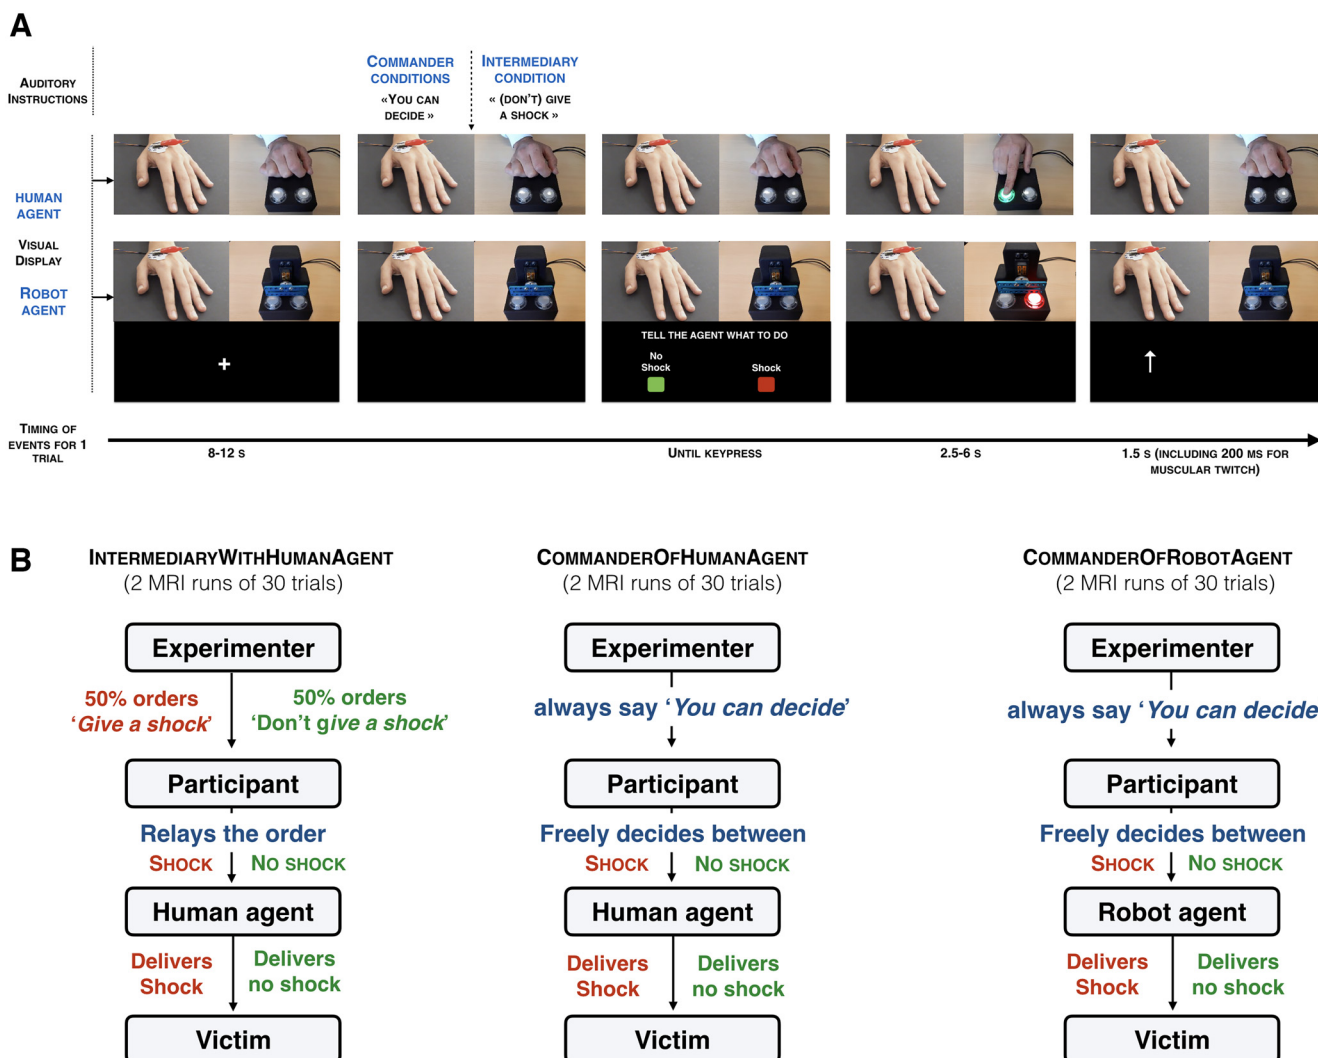 A
AUDITORY
INSTRUCTIONS
COMMANDER
CONDITIONS
«YOU CAN
DECIDE »
INTERMEDIARY
CONDITION
« (DON'T) GIVE
A SHOCK »
HUMAN
AGENT
VISUAL
DISPLAY
ROBOT
AGENT
+
TELL THE AGENT WHAT TO DO
No
Shock
Shock
TIMING OF
EVENTS FOR 1
TRIAL
8-12 S
UNTIL KEYPRESS
2.5-6 S
1.5 S (INCLUDING 200 MS FOR
MUSCULAR TWITCH)
B
INTERMEDIARYWITHHUMANAGENT
(2 MRI runs of 30 trials)
Experimenter
50% orders
'Give a shock'
50% orders
'Don't give a shock'
Participant
Relays the order
SHOCK
NO SHOCK
Human agent
Delivers
Shock
Delivers
no shock
Victim
COMMANDEROFHUMANAGENT
(2 MRI runs of 30 trials)
Experimenter
always say 'You can decide'
Participant
Freely decides between
SHOCK
NO SHOCK
Human agent
Delivers
Shock
Delivers
no shock
Victim
COMMANDEROFROBOTAGENT
(2 MRI runs of 30 trials)
Experimenter
always say 'You can decide
Participant
Freely decides between
SHOCK
NO SHOCK
Robot agent
Delivers
Shock
Delivers
no shock
Victim